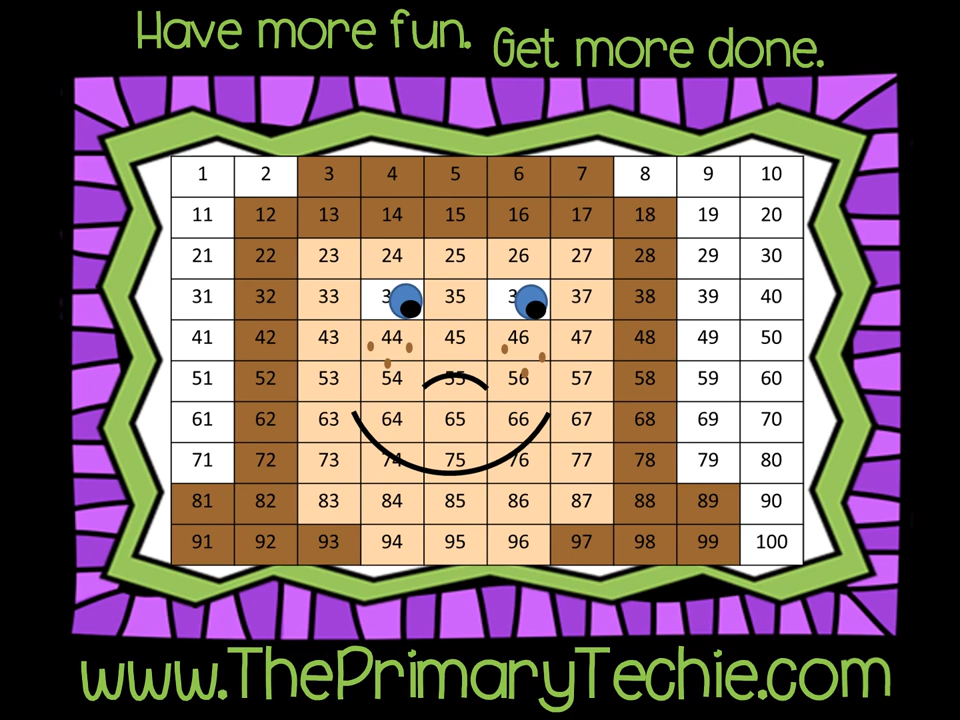 Have more fun. Get more done.
1 2 3 4 5 6 7 8 9 10
11 12 13 14 15 16 17 18 19 20
21 22 23 24 25 26 27 28 29 30
31 32 33 3 35 3 37 38 39 40
41 42 43 44 45 46 47 48 49 50
51 52 53 54 55 56 57 58 59 60
61 62 63 64 65 66 67 68 69 70
71 72 73 74 75 76 77 78 79 80
81 82 83 84 85 86 87 88 89 90
91 92 93 94 95 96 97 98 99 100
www.ThePrimaryTechie.com